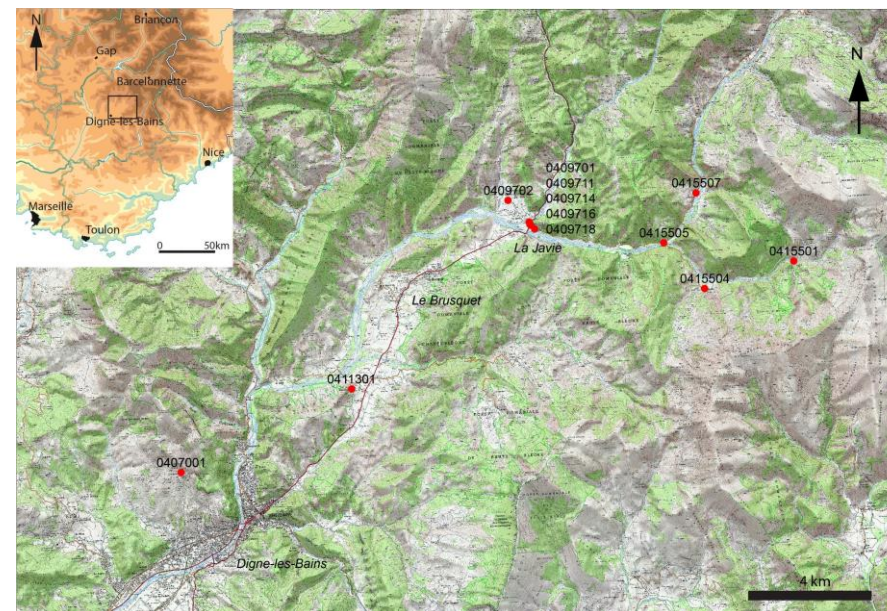 N
Briançon
Gap
Barcelonnette
Digne-les-Bains
Nice
Marseille
Toulon
0 50km
N
0409701
0409702
0409711
0409714
0409716
0409718
0415507
La Javie
0415505
0415501
0415504
Le Brusquet
0411301
0407001
Digne-les-Bains
4 km